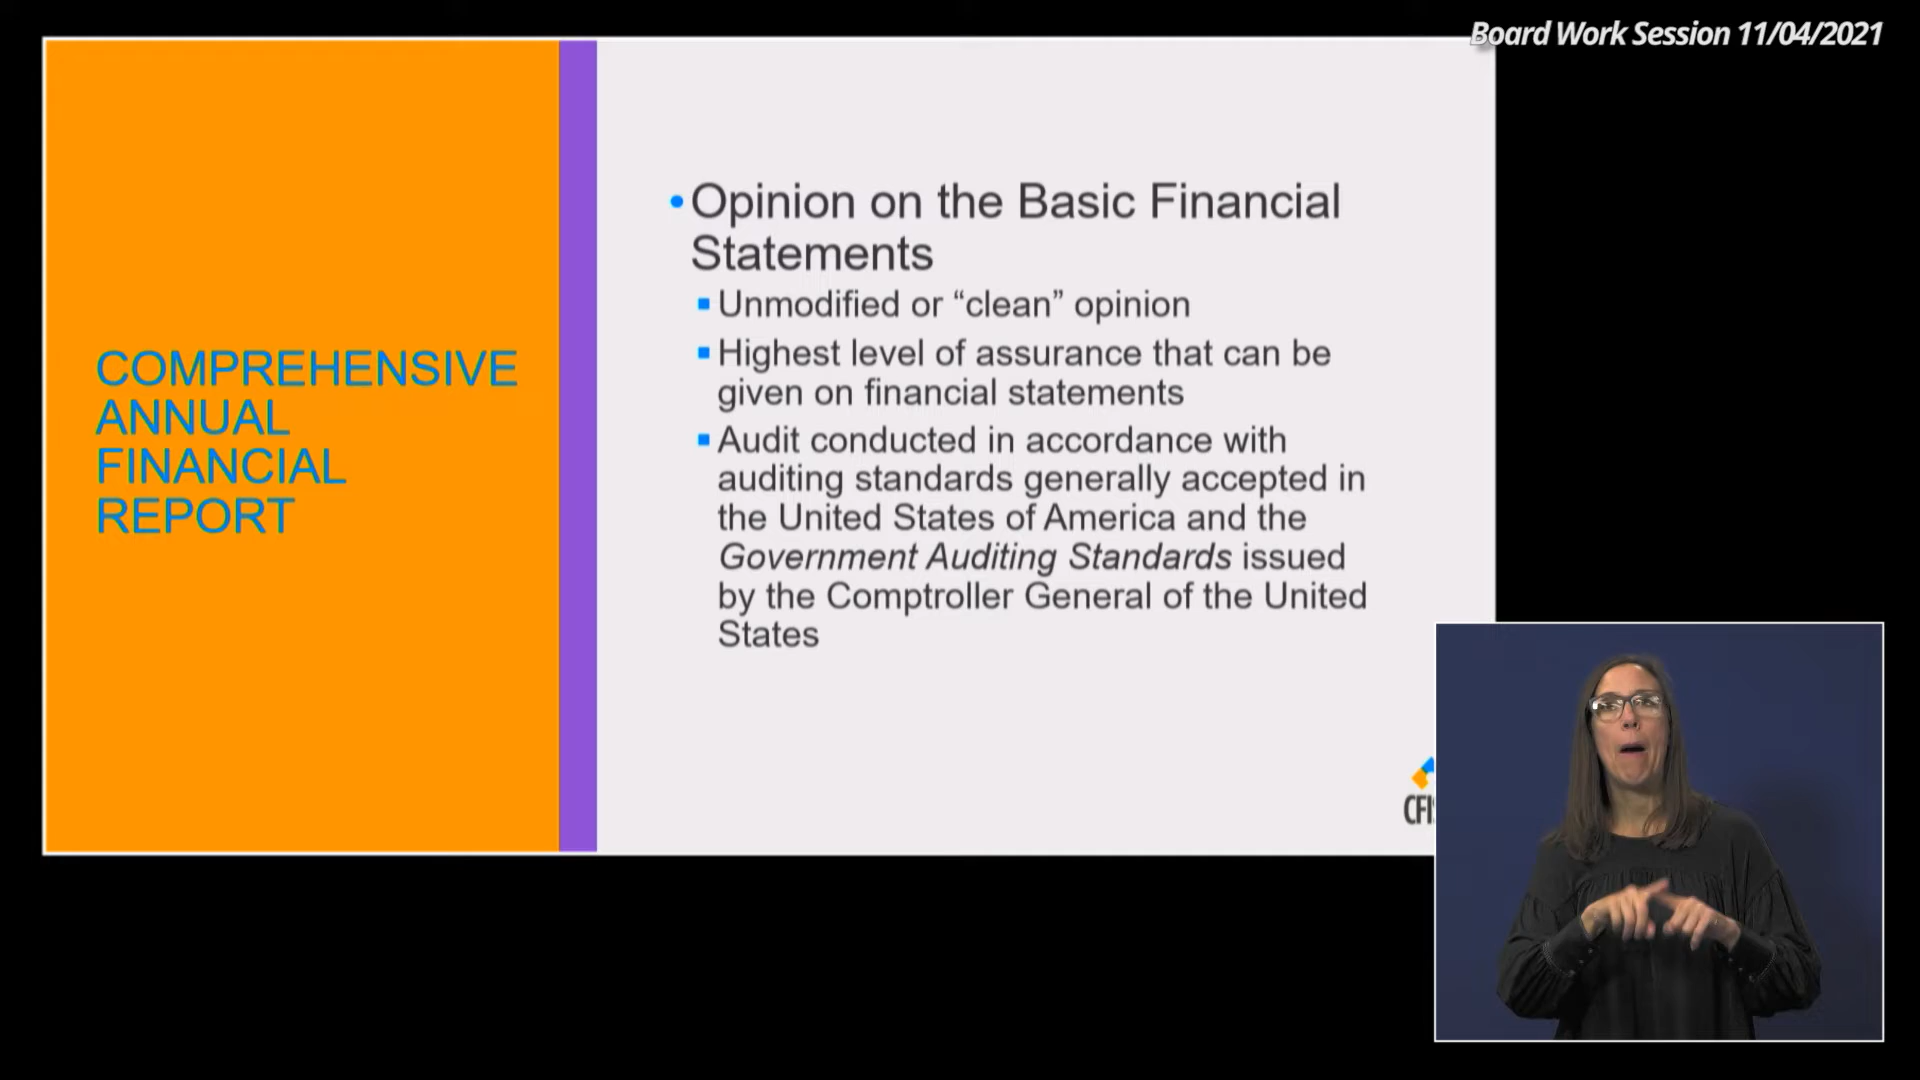 Board Work Session 11/04/2021
COMPREHENSIVE
ANNUAL
FINANCIAL
REPORT
• Opinion on the Basic Financial
Statements
▪ Unmodified or “clean” opinion
▪ Highest level of assurance that can be
given on financial statements
▪ Audit conducted in accordance with
auditing standards generally accepted in
the United States of America and the
Government Auditing Standards issued
by the Comptroller General of the United
States